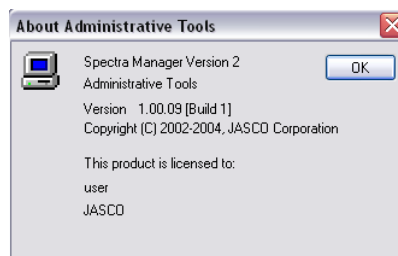 About Administrative Tools
Spectra Manager Version 2
OK
Administrative Tools
Version 1.00.09 [Build 1]
Copyright (C) 2002-2004, JASCO Corporation
This product is licensed to:
user
JASCO